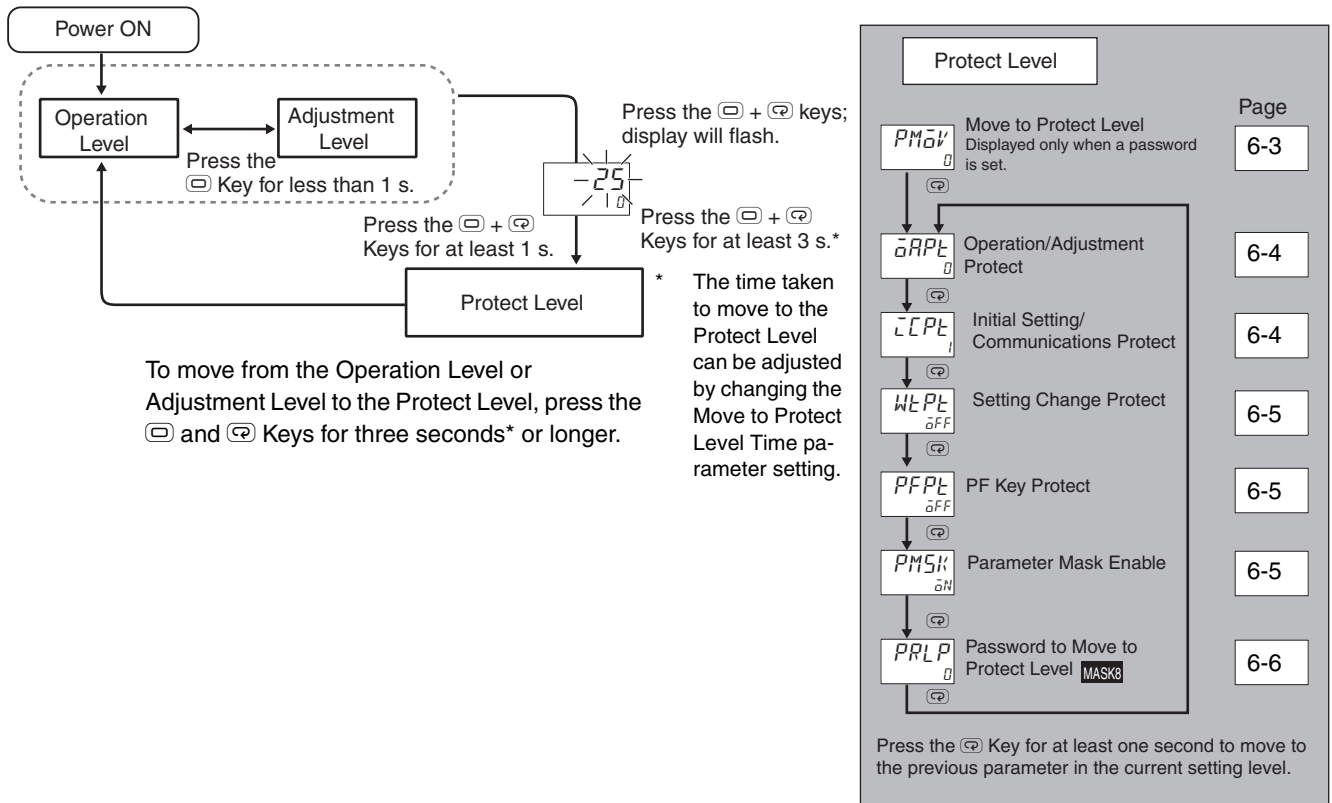 Power ON
Operation
Level
Adjustment
Level
Press the
Key for less than 1 s.
Press the + keys;
display will flash.
25
0
Press the +
Keys for at least 1 s.
Press the +
Keys for at least 3 s.*
Protect Level
* The time taken
to move to the
Protect Level
can be adjusted
by changing the
Move to Protect
Level Time pa-
rameter setting.
To move from the Operation Level or
Adjustment Level to the Protect Level, press the
and Keys for three seconds* or longer.
Protect Level
Page
PMOV
0
Move to Protect Level
Displayed only when a password
is set.
6-3
OAPT
0
Operation/Adjustment
Protect
6-4
ICPT
1
Initial Setting/
Communications Protect
6-4
WTPT
OFF
Setting Change Protect
6-5
PFPT
OFF
PF Key Protect
6-5
PMSK
ON
Parameter Mask Enable
6-5
PRLP
0
Password to Move to
Protect Level MASK8
6-6
Press the Key for at least one second to move to
the previous parameter in the current setting level.